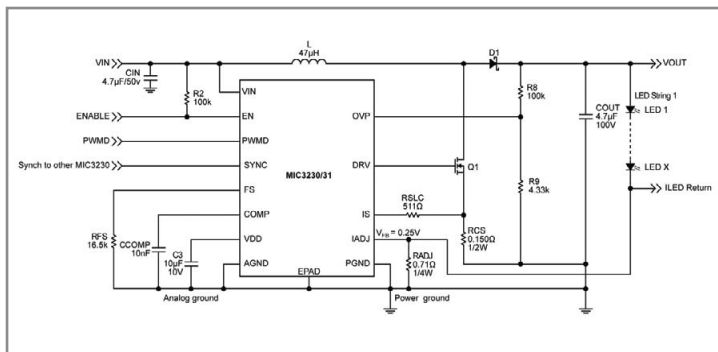 L
47µH
D1
VIN
VOUT
CIN
4.7µF/50v
R2
100k
VIN
R8
100k
LED String 1
COUT
4.7µF
100V
LED 1
ENABLE
EN
OVP
PWMD
PWMD
Synch to other MIC3230
SYNC
MIC3230/31
DRV
Q1
LED X
ILED Return
FS
R9
4.33k
RSLC
511Ω
COMP
IS
RFS
16.5k
CCOMP
10nF
VDD
IADJ
VFB = 0.25V
RCS
0.150Ω
1/2W
C3
10µF
10V
RADJ
0.71Ω
1/4W
AGND
PGND
EPAD
Analog ground
Power ground